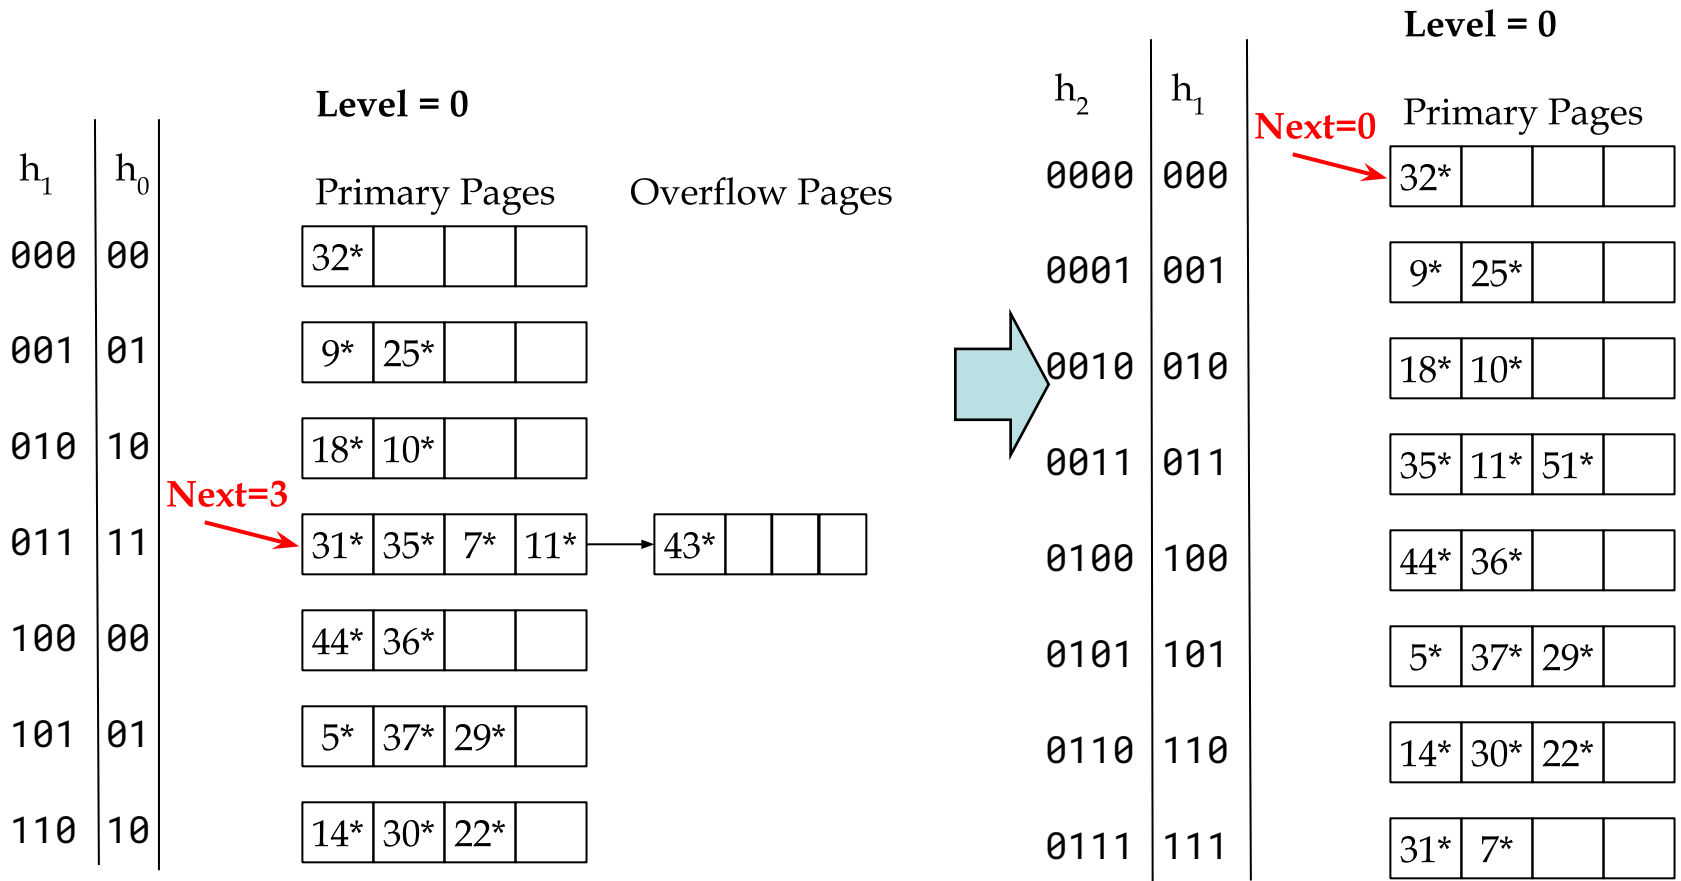 Level = 0
h1 h0
Primary Pages Overflow Pages
000 00 32*
001 01 9* 25*
010 10 18* 10*
Next=3
011 11 31* 35* 7* 11* 43*
100 00 44* 36*
101 01 5* 37* 29*
110 10 14* 30* 22*
Level = 0
h2 h1
Next=0 Primary Pages
0000 000 32*
0001 001 9* 25*
0010 010 18* 10*
0011 011 35* 11* 51*
0100 100 44* 36*
0101 101 5* 37* 29*
0110 110 14* 30* 22*
0111 111 31* 7*